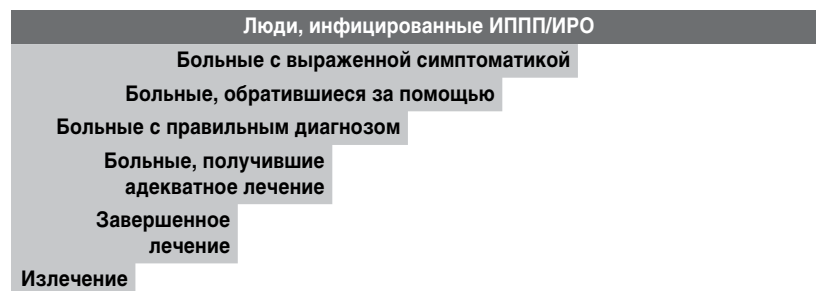 Люди, инфицированные ИППП/ИРО
Больные с выраженной симптоматикой
Больные, обратившиеся за помощью
Больные с правильным диагнозом
Больные, получившие
адекватное лечение
Завершенное
лечение
Излечение